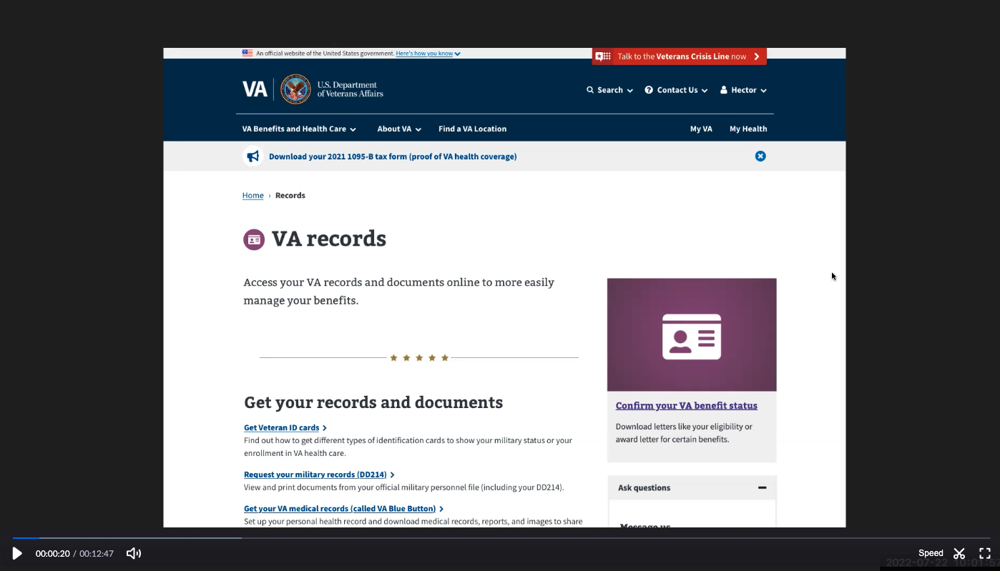 An official website of the United States government. Here's how you know
Talk to the Veterans Crisis Line now
VA
U.S. Department
of Veterans Affairs
Search
Contact Us
Hector
VA Benefits and Health Care
About VA
Find a VA Location
My VA
My Health
Download your 2021 1095-B tax form (proof of VA health coverage)
Home › Records
VA records
Access your VA records and documents online to more easily
manage your benefits.
Get your records and documents
Get Veteran ID cards
Find out how to get different types of identification cards to show your military status or your
enrollment in VA health care.
Request your military records (DD214)
View and print documents from your official military personnel file (including your DD214).
Get your VA medical records (called VA Blue Button)
Set up your personal health record and download medical records, reports, and images to share
Confirm your VA benefit status
Download letters like your eligibility or
award letter for certain benefits.
Ask questions
Message us
00:00:20 / 00:12:47
Speed
2022-07-22